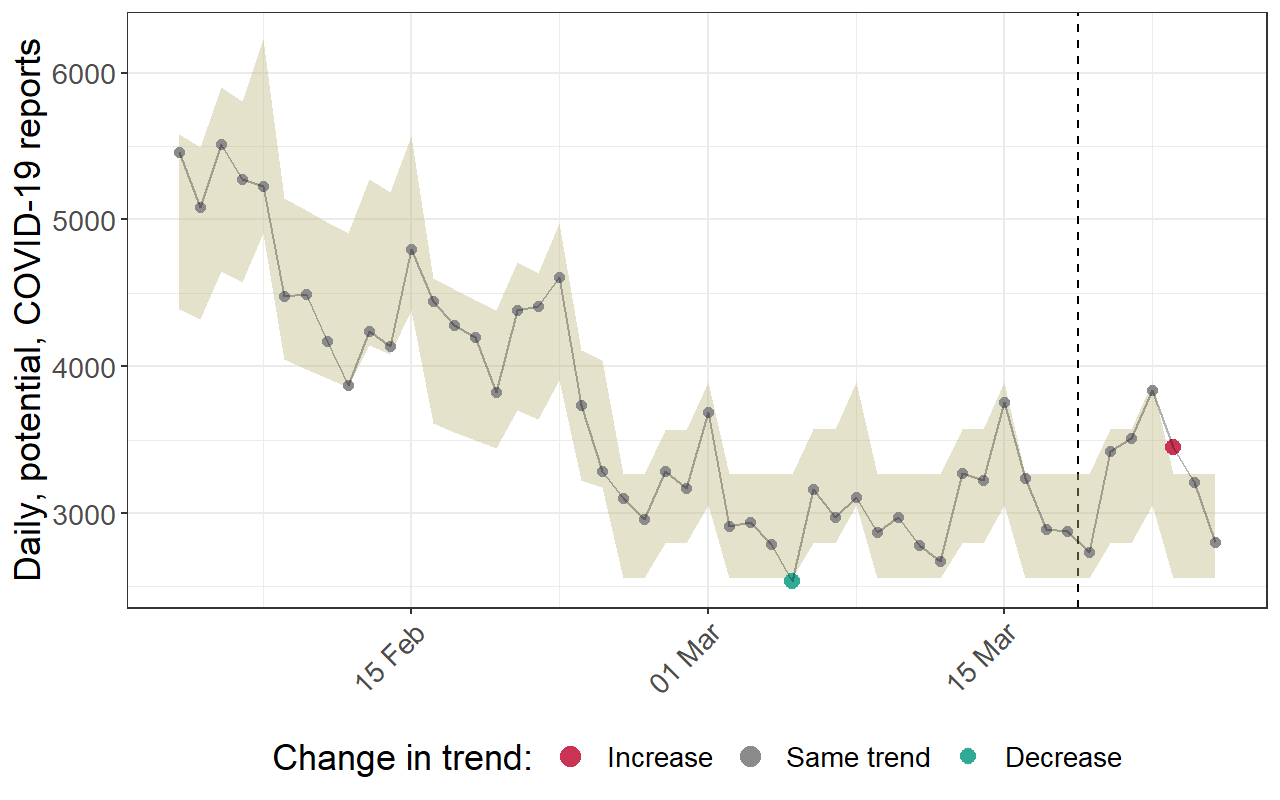 Daily, potential, COVID-19 reports
6000
5000
4000
3000
15 Feb
01 Mar
15 Mar
Change in trend: Increase Same trend Decrease